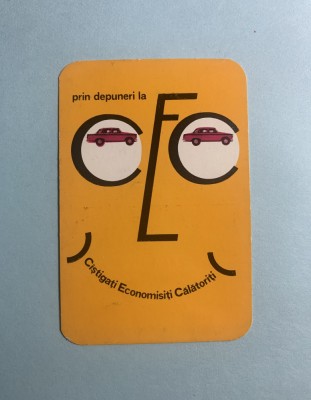 prin depuneri la
CEC
Cîştigaţi Economisiţi Călătoriţi